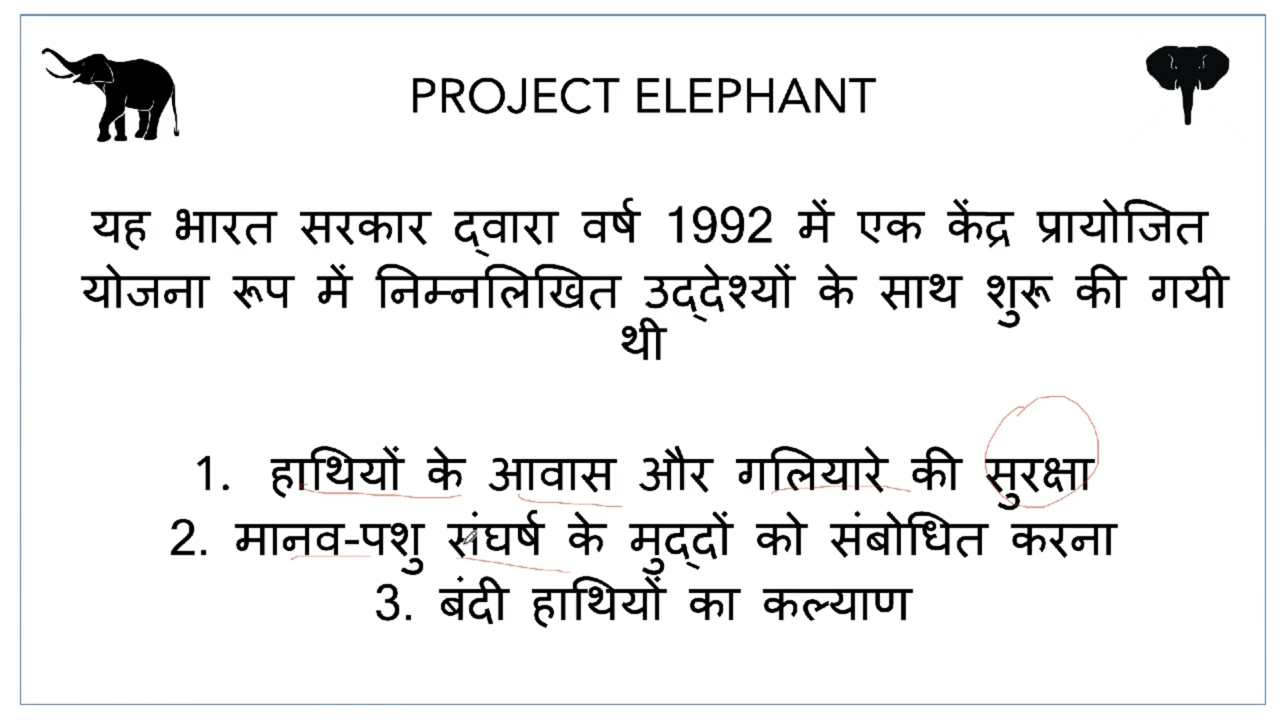 PROJECT ELEPHANT
यह भारत सरकार द्वारा वर्ष 1992 में एक केंद्र प्रायोजित
योजना रूप में निम्नलिखित उद्देश्यों के साथ शुरू की गयी
थी
1. हाथियों के आवास और गलियारे की सुरक्षा
2. मानव-पशु संघर्ष के मुद्दों को संबोधित करना
3. बंदी हाथियों का कल्याण